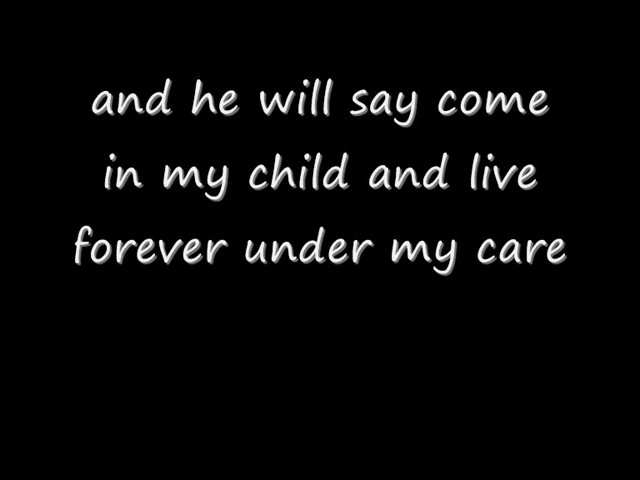 and he will say come
in my child and live
forever under my care